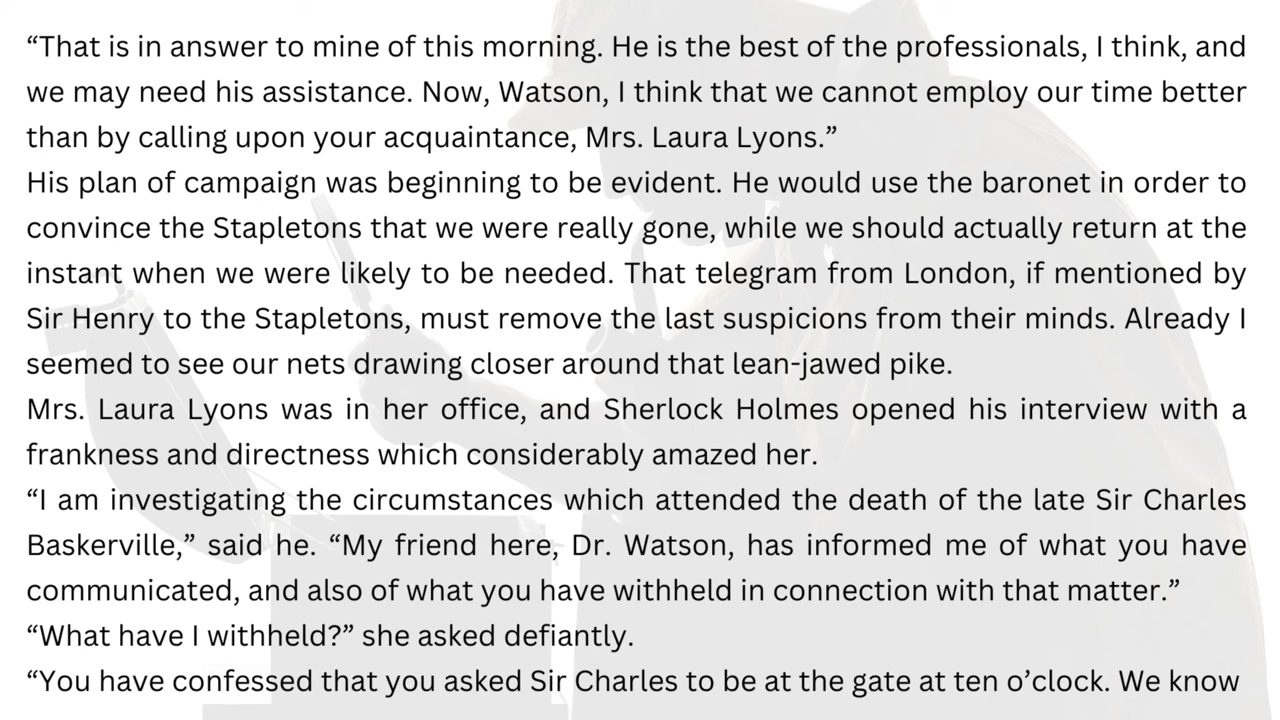 “That is in answer to mine of this morning. He is the best of the professionals, I think, and
we may need his assistance. Now, Watson, I think that we cannot employ our time better
than by calling upon your acquaintance, Mrs. Laura Lyons.”
His plan of campaign was beginning to be evident. He would use the baronet in order to
convince the Stapletons that we were really gone, while we should actually return at the
instant when we were likely to be needed. That telegram from London, if mentioned by
Sir Henry to the Stapletons, must remove the last suspicions from their minds. Already I
seemed to see our nets drawing closer around that lean-jawed pike.
Mrs. Laura Lyons was in her office, and Sherlock Holmes opened his interview with a
frankness and directness which considerably amazed her.
“I am investigating the circumstances which attended the death of the late Sir Charles
Baskerville,” said he. “My friend here, Dr. Watson, has informed me of what you have
communicated, and also of what you have withheld in connection with that matter.”
“What have I withheld?” she asked defiantly.
“You have confessed that you asked Sir Charles to be at the gate at ten o’clock. We know